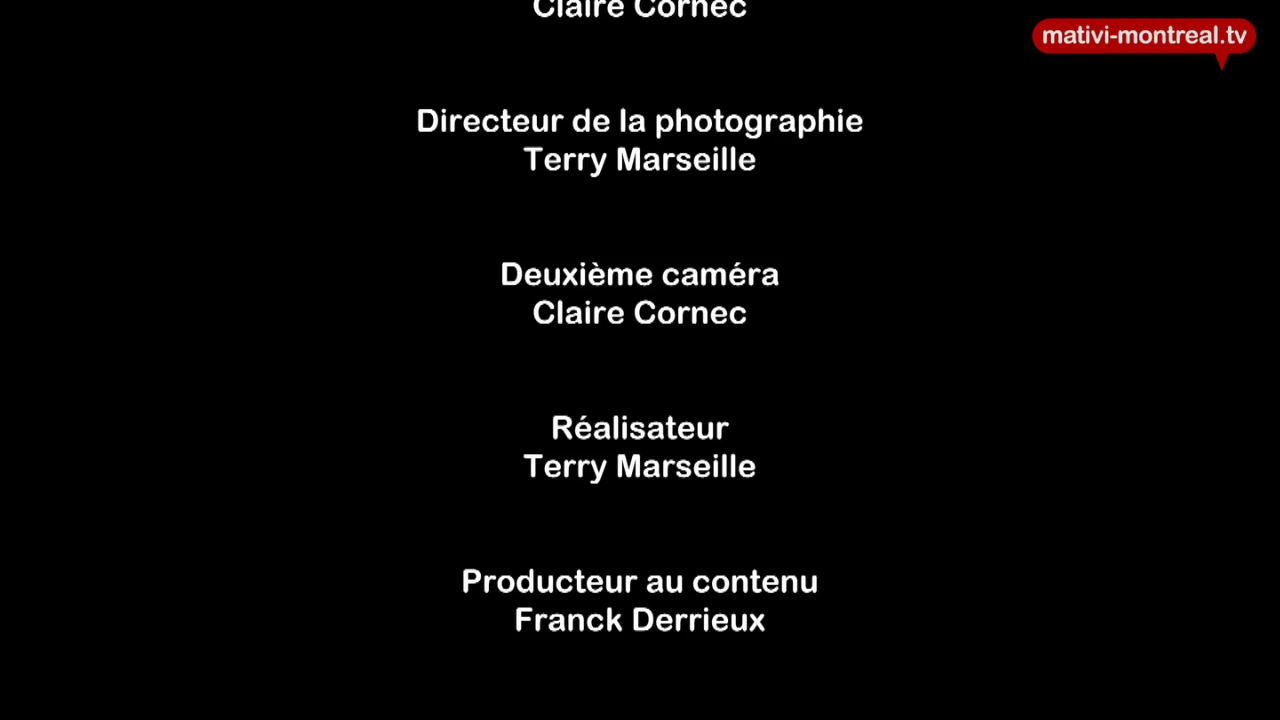 Claire Cornec
mativi-montreal.tv
Directeur de la photographie
Terry Marseille
Deuxième caméra
Claire Cornec
Réalisateur
Terry Marseille
Producteur au contenu
Franck Derrieux